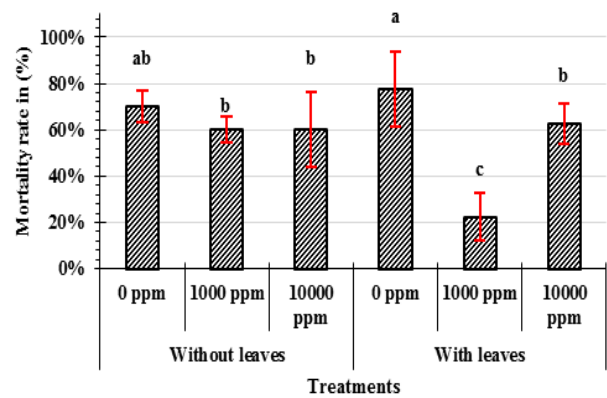 a
100%
ab
b
b
80%
b
60%
c
40%
20%
0%
Mortality rate in (%)
0 ppm
1000 ppm
10000
ppm
0 ppm
1000 ppm
10000
ppm
Without leaves
With leaves
Treatments